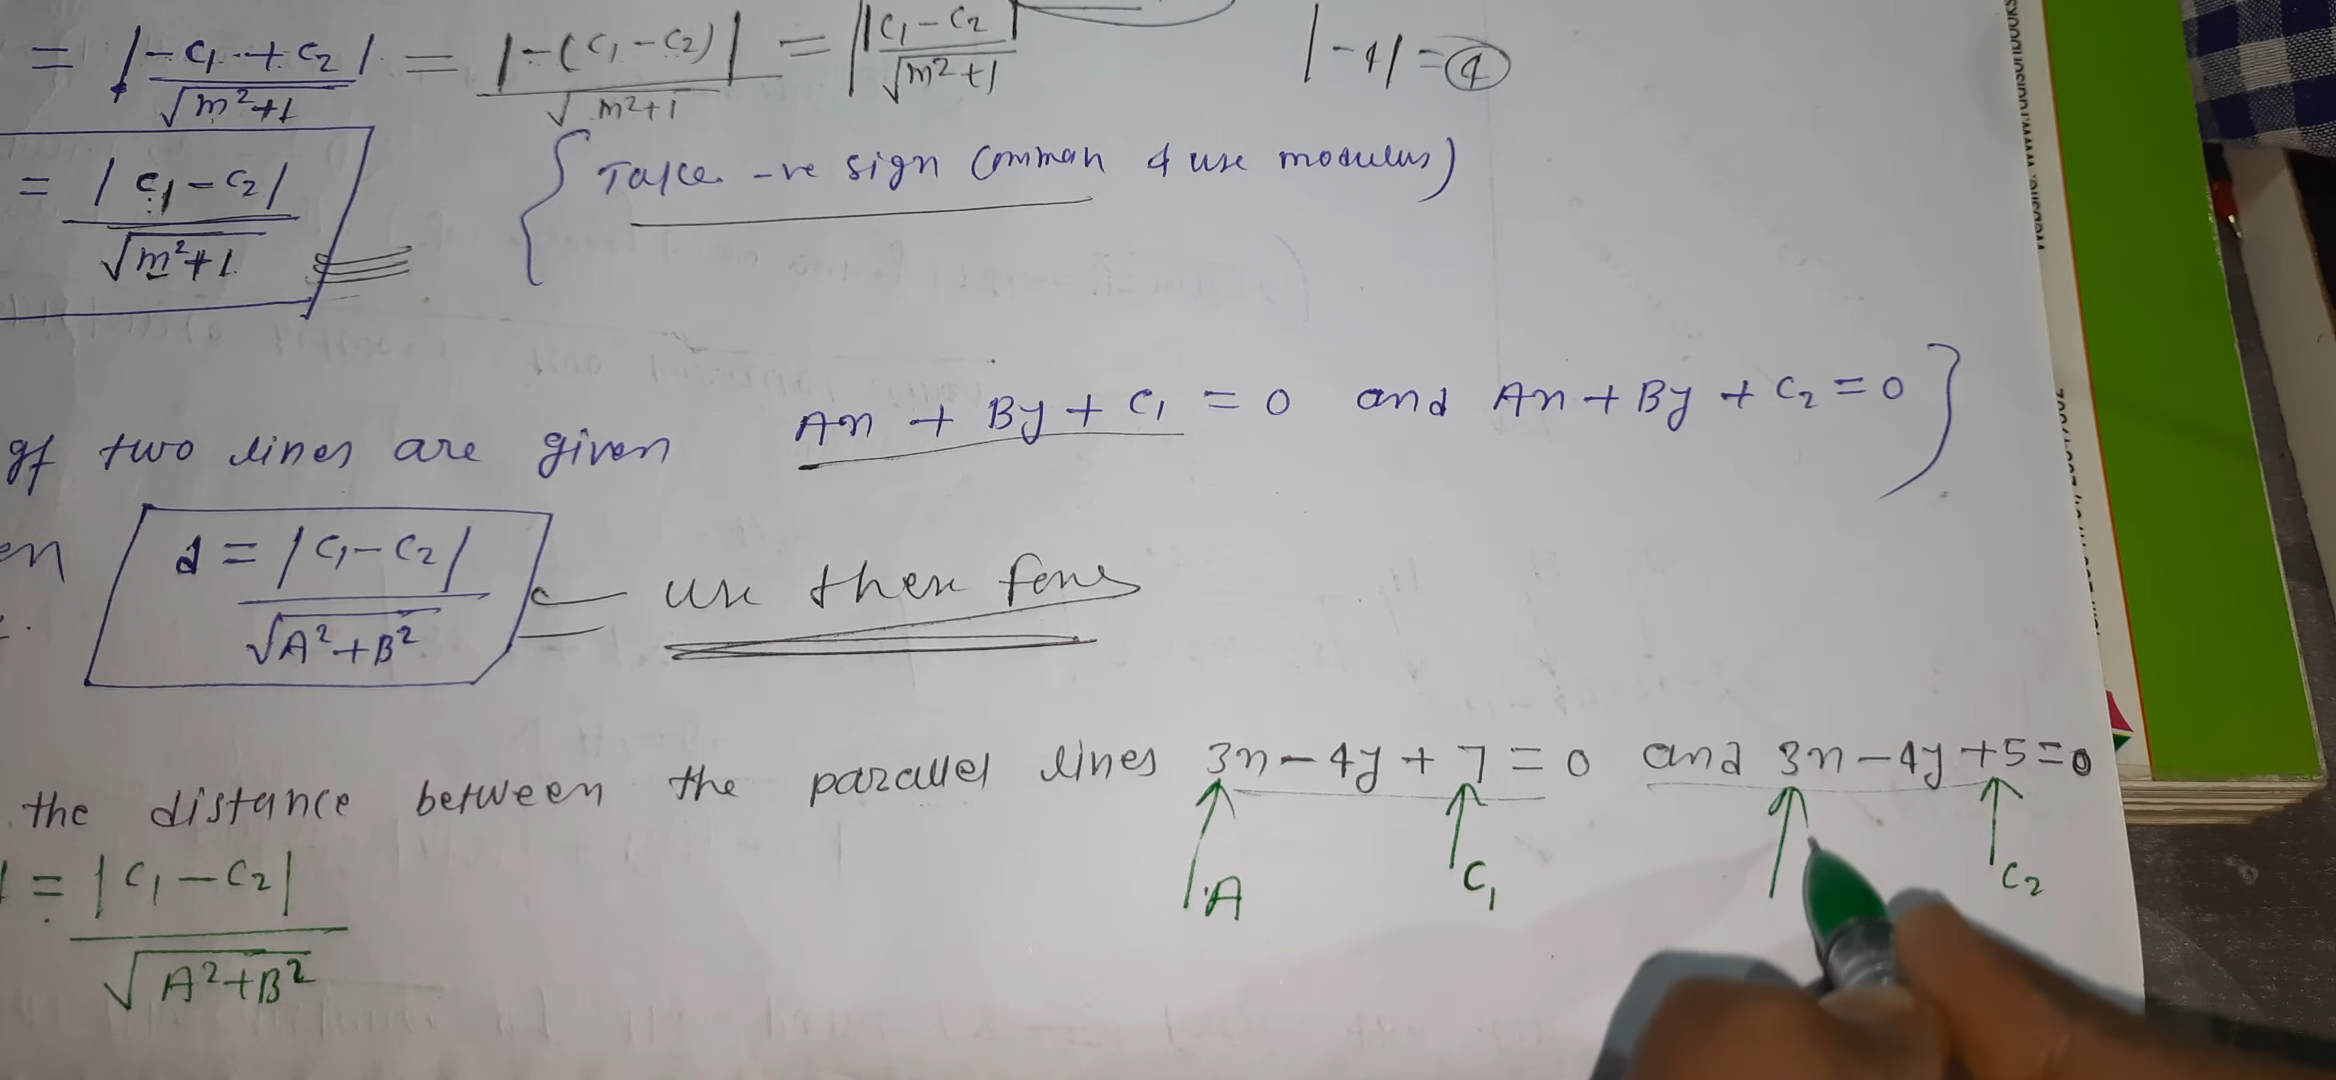 = |-C₁+C₂| / √m²+1 = |-(C₁-C₂)| / √m²+1 = |C₁-C₂| / √m²+1 |-4| = 4
= |C₁-C₂| / √m²+1 { Take -ve sign common & use modulus)
If two lines are given Ax + By + C₁ = 0 and Ax + By + C₂ = 0 }
d = |C₁-C₂| / √A²+B² use these
the distance between the parallel lines 3x-4y+7=0 and 3x-4y+5=0
A C₁ C₂
= |C₁-C₂| / √A²+B²